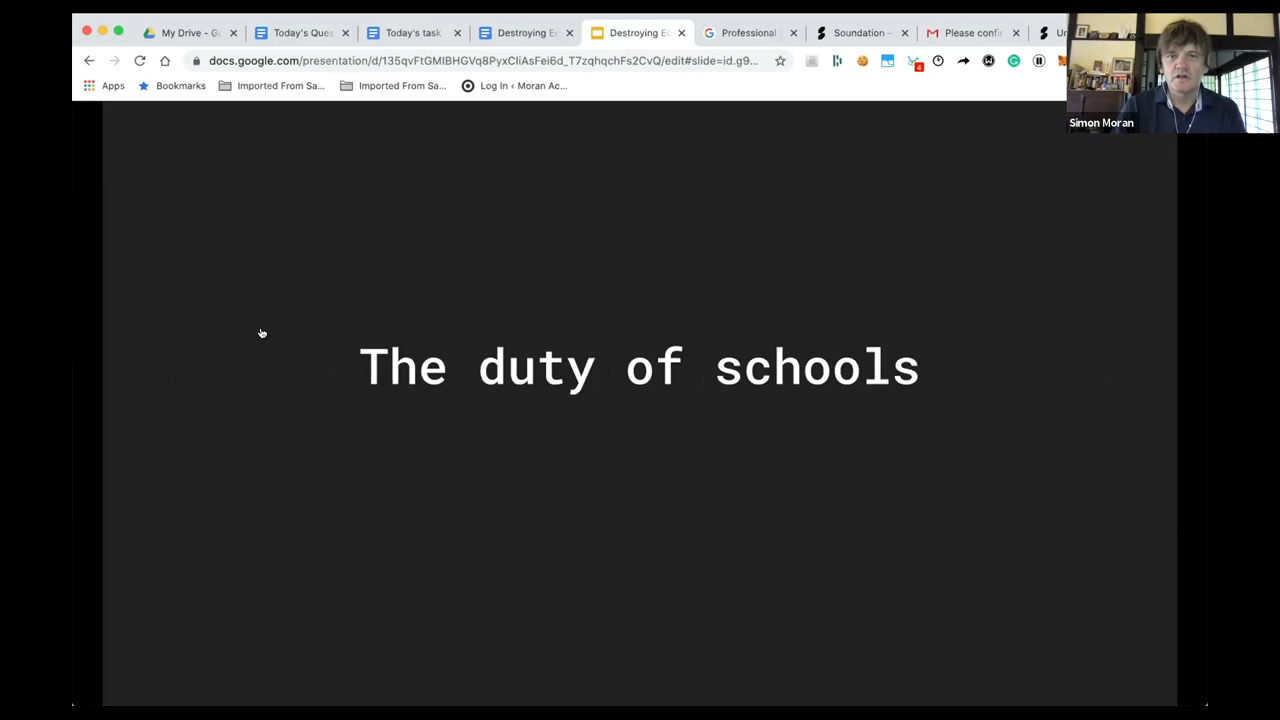 My Drive - G
Today's Ques
Today's task
Destroying E
Destroying E
Professional
Soundation –
Please confi
Un
docs.google.com/presentation/d/135qvFtGMIBHGVq8PyxCliAsFei6d_T7zqhqchFs2CvQ/edit#slide=id.g9...
4
Apps
Bookmarks
Imported From Sa...
Imported From Sa...
Log In ‹ Moran Ac...
Simon Moran
The duty of schools